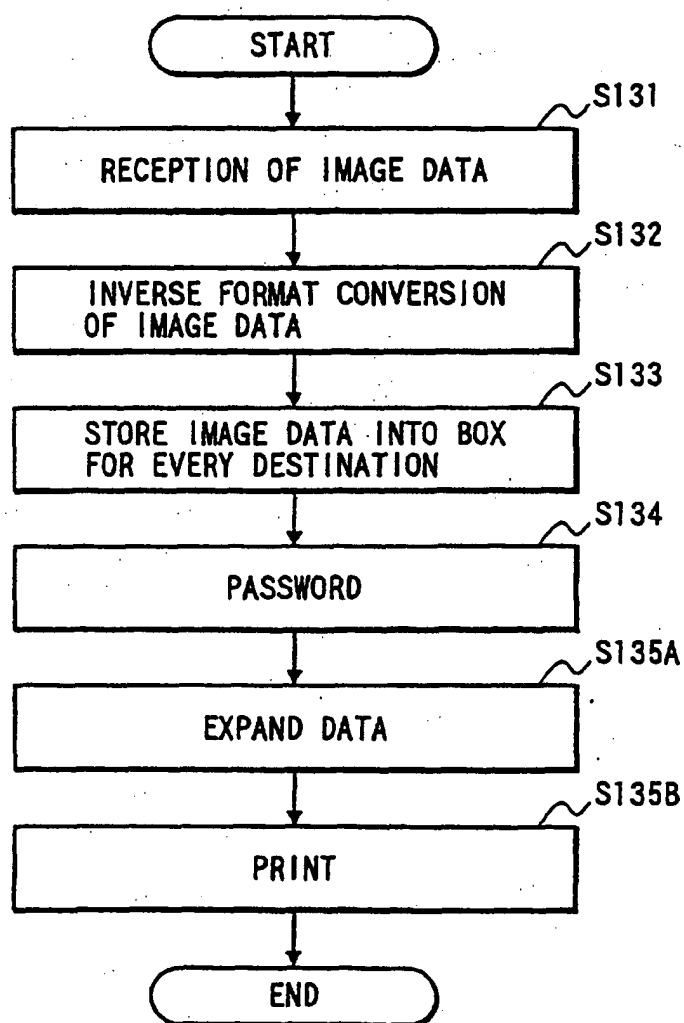 START
S131
RECEPTION OF IMAGE DATA
S132
INVERSE FORMAT CONVERSION
OF IMAGE DATA
S133
STORE IMAGE DATA INTO BOX
FOR EVERY DESTINATION
S134
PASSWORD
S135A
EXPAND DATA
S135B
PRINT
END